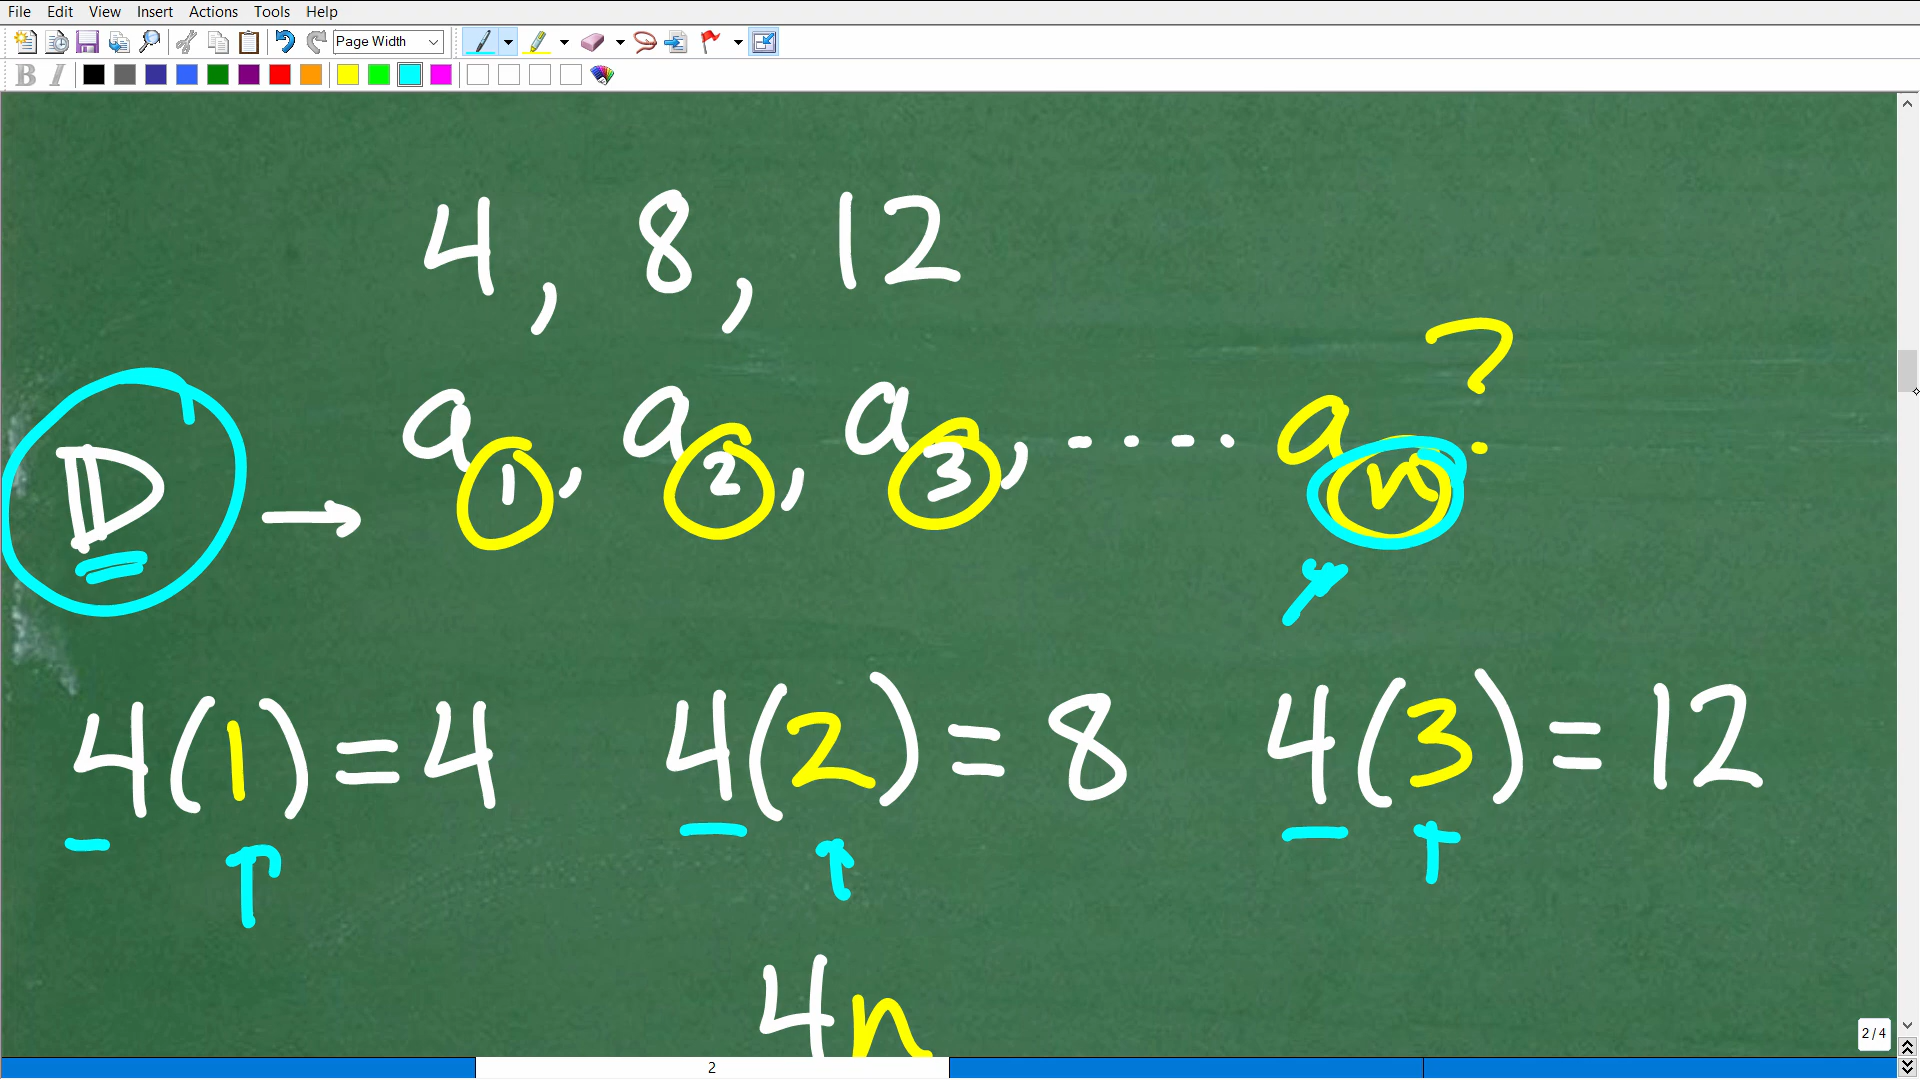 File Edit View Insert Actions Tools Help
Page Width
B I
4, 8, 12
?
D → a₁, a₂, a₃, ---- aₙ
4(1)=4 4(2)=8 4(3)=12
4n
2 / 4
2